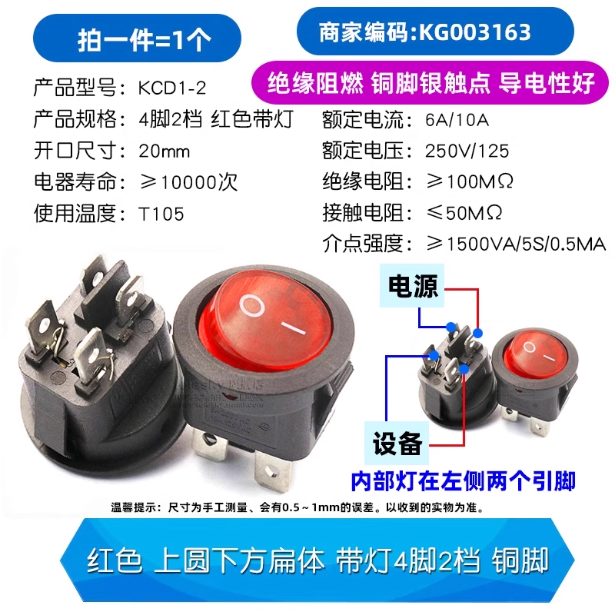 拍一件=1个
商家编码:KG003163
绝缘阻燃 铜脚银触点 导电性好
产品型号: KCD1-2
产品规格: 4脚2档 红色带灯
开口尺寸: 20mm
电器寿命: ≥10000次
使用温度: T105
额定电流: 6A/10A
额定电压: 250V/125
绝缘电阻: ≥100MΩ
接触电阻: ≤50MΩ
介点强度: ≥1500VA/5S/0.5MA
电源
设备
内部灯在左侧两个引脚
温馨提示: 尺寸为手工测量、会有0.5~1mm的误差。以收到的实物为准。
红色 上圆下方扁体 带灯4脚2档 铜脚